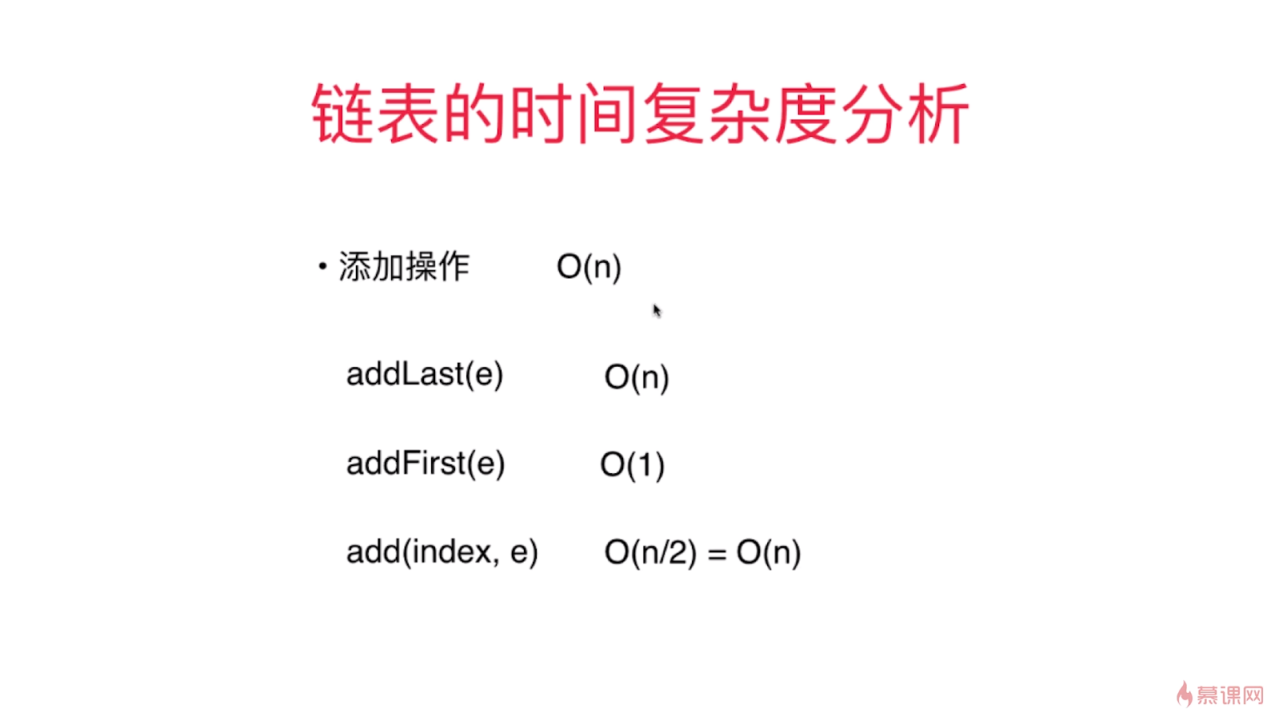 链表的时间复杂度分析
•添加操作 O(n)
addLast(e) O(n)
addFirst(e) O(1)
add(index, e) O(n/2) = O(n)
慕课网